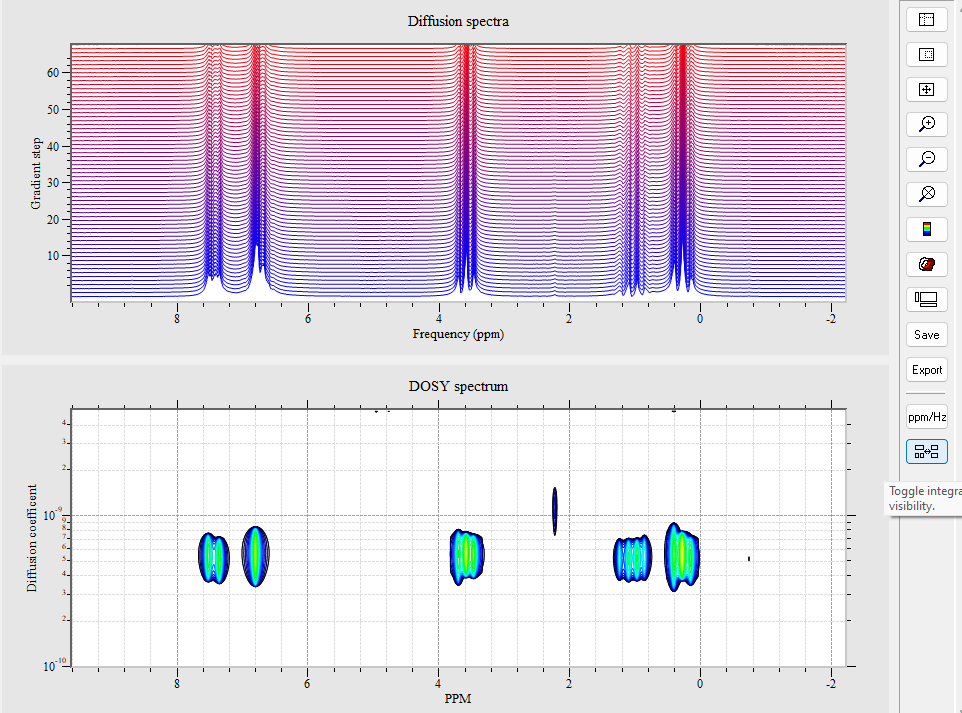 Diffusion spectra
Gradient step
60
50
40
30
20
10
8 6 4 2 0 -2
Frequency (ppm)
DOSY spectrum
Diffusion coefficent
4
3
2
10-9
9
8
7
6
5
4
3
2
10-10
8 6 4 2 0 -2
PPM
Save
Export
ppm/Hz
Toggle integra
visibility.